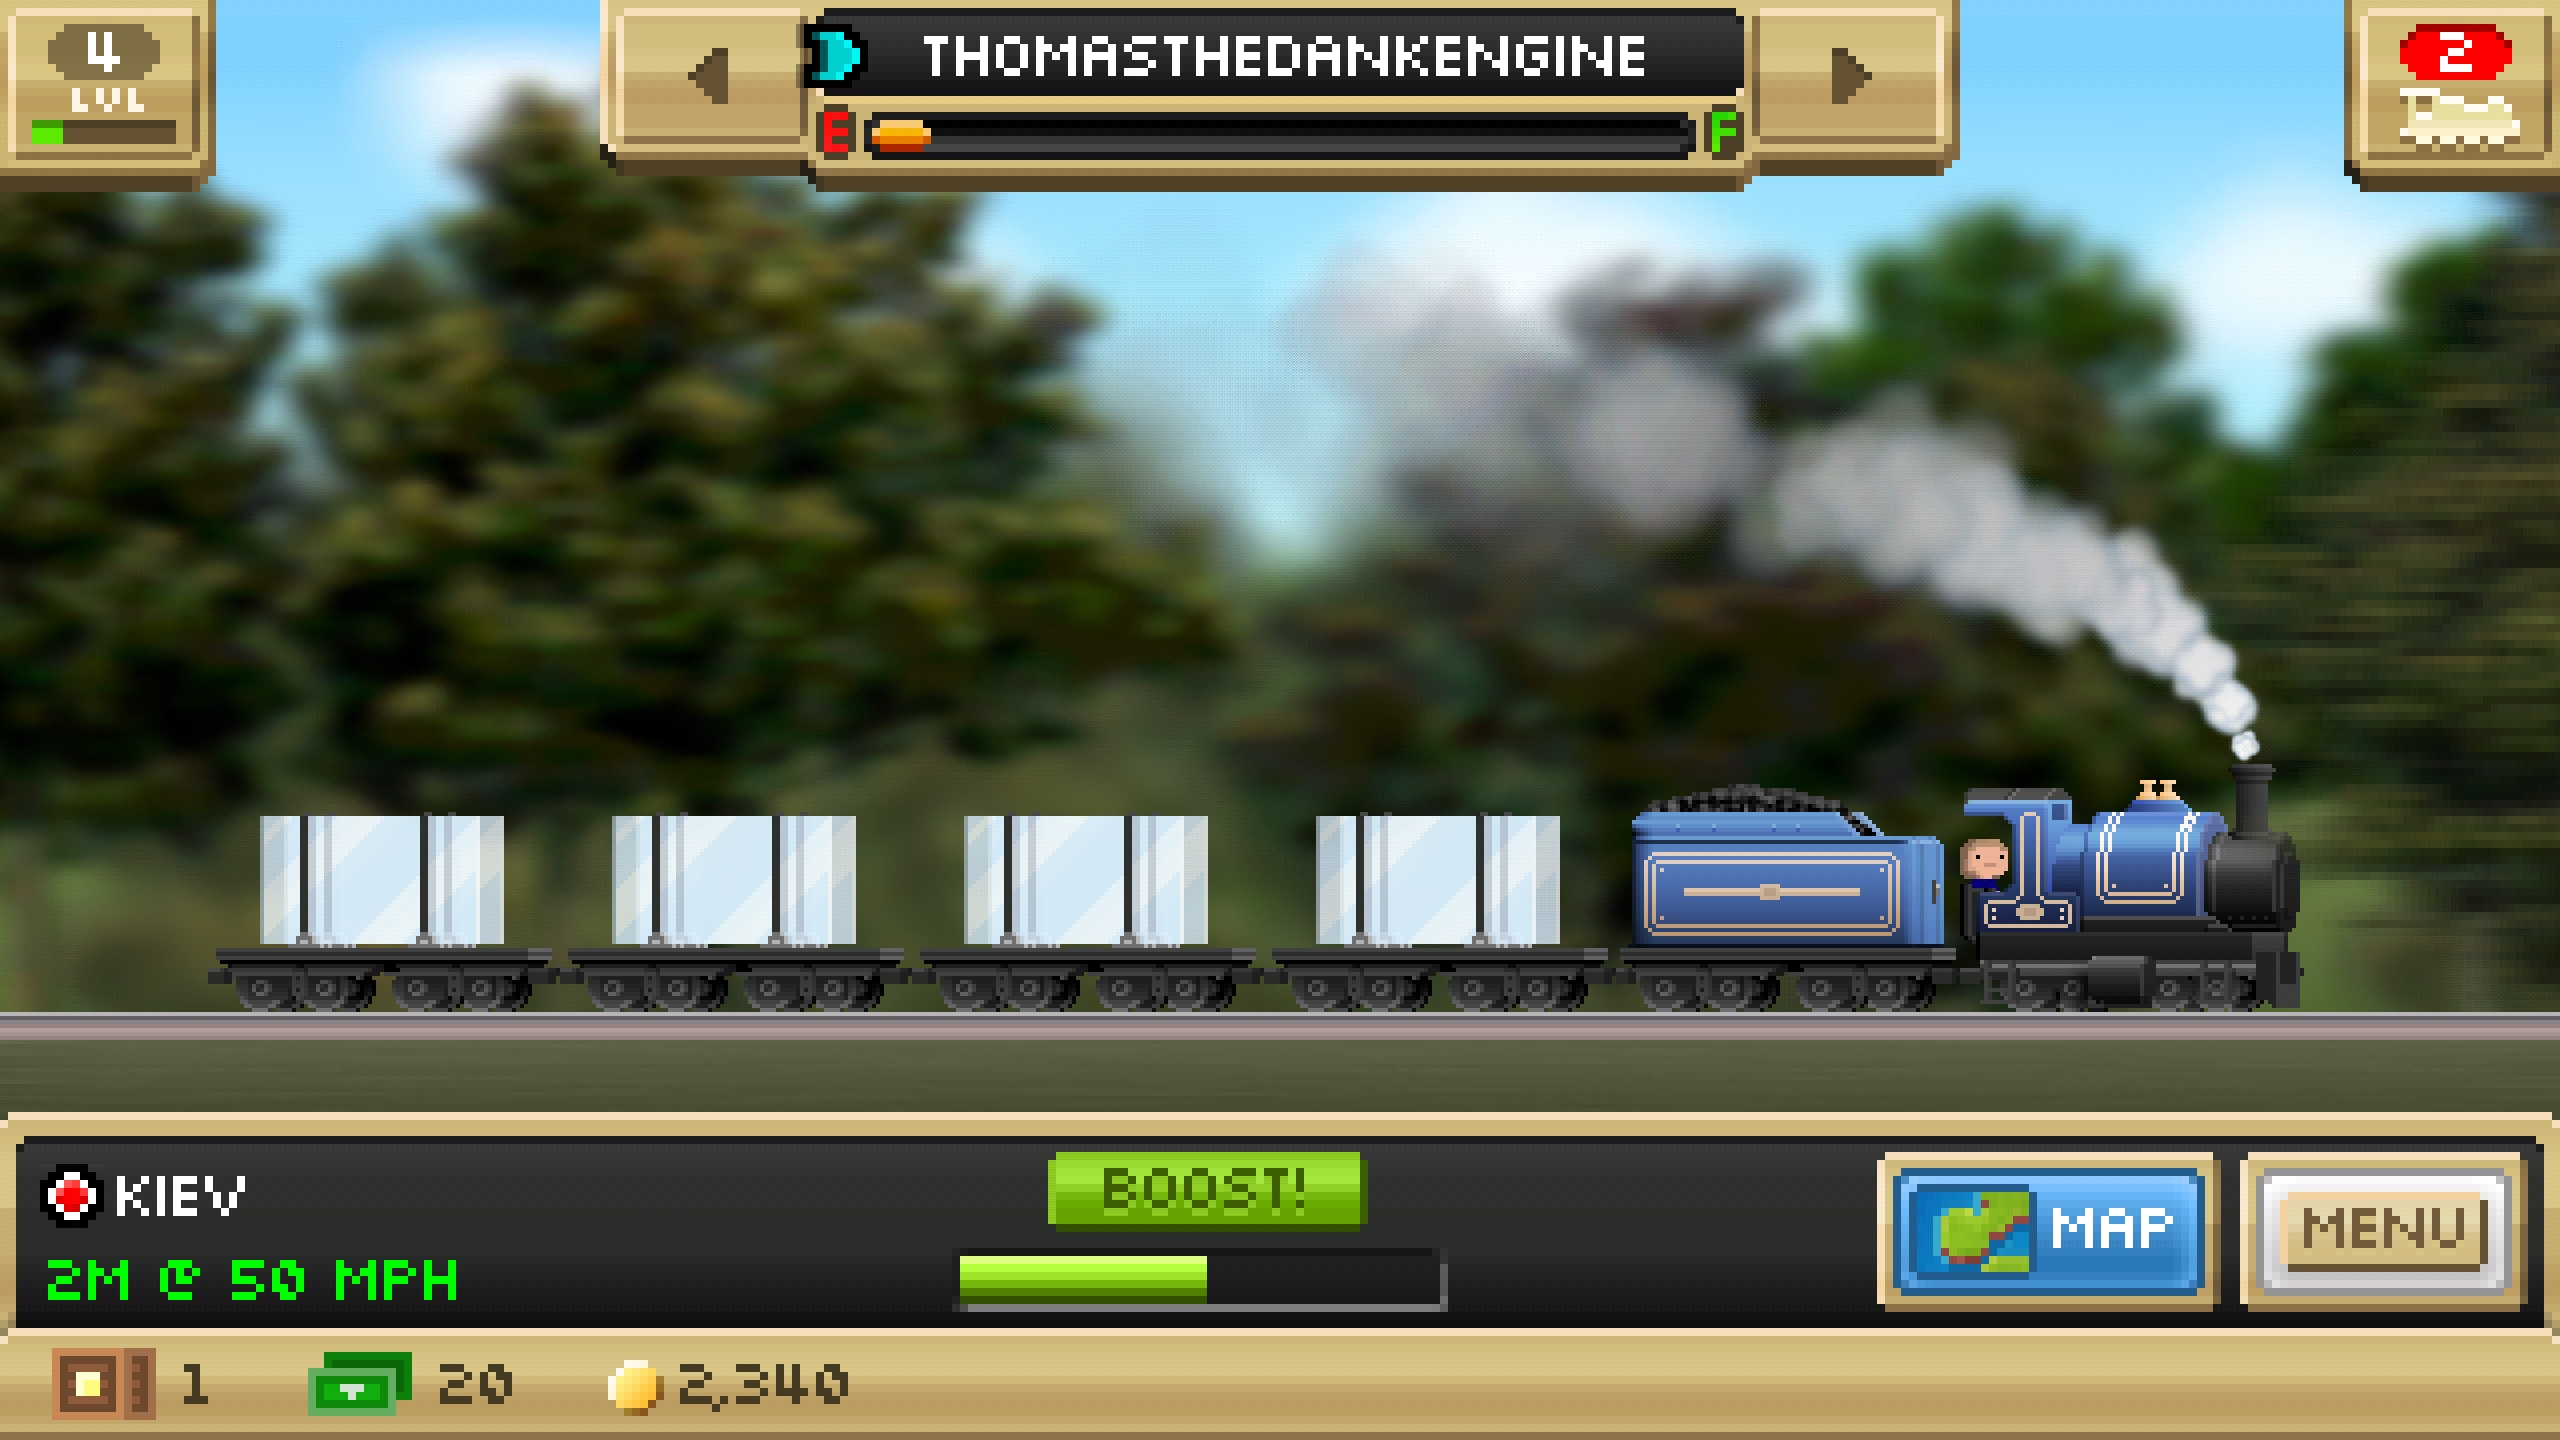 4
LVL
THOMASTHEDANKENGINE
E F
2
KIEV
2M @ 50 MPH
BOOST!
MAP
MENU
1 20 2,340